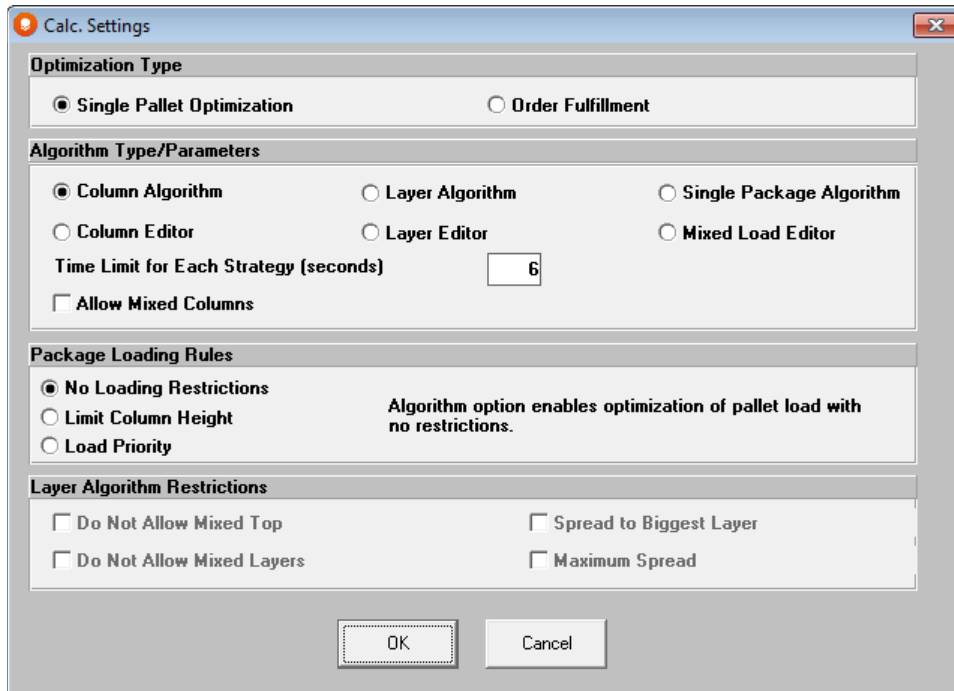 Calc. Settings
Optimization Type
Single Pallet Optimization
Order Fulfillment
Algorithm Type/Parameters
Column Algorithm
Layer Algorithm
Single Package Algorithm
Column Editor
Layer Editor
Mixed Load Editor
Time Limit for Each Strategy (seconds)
6
Allow Mixed Columns
Package Loading Rules
No Loading Restrictions
Limit Column Height
Load Priority
Algorithm option enables optimization of pallet load with
no restrictions.
Layer Algorithm Restrictions
Do Not Allow Mixed Top
Spread to Biggest Layer
Do Not Allow Mixed Layers
Maximum Spread
OK
Cancel